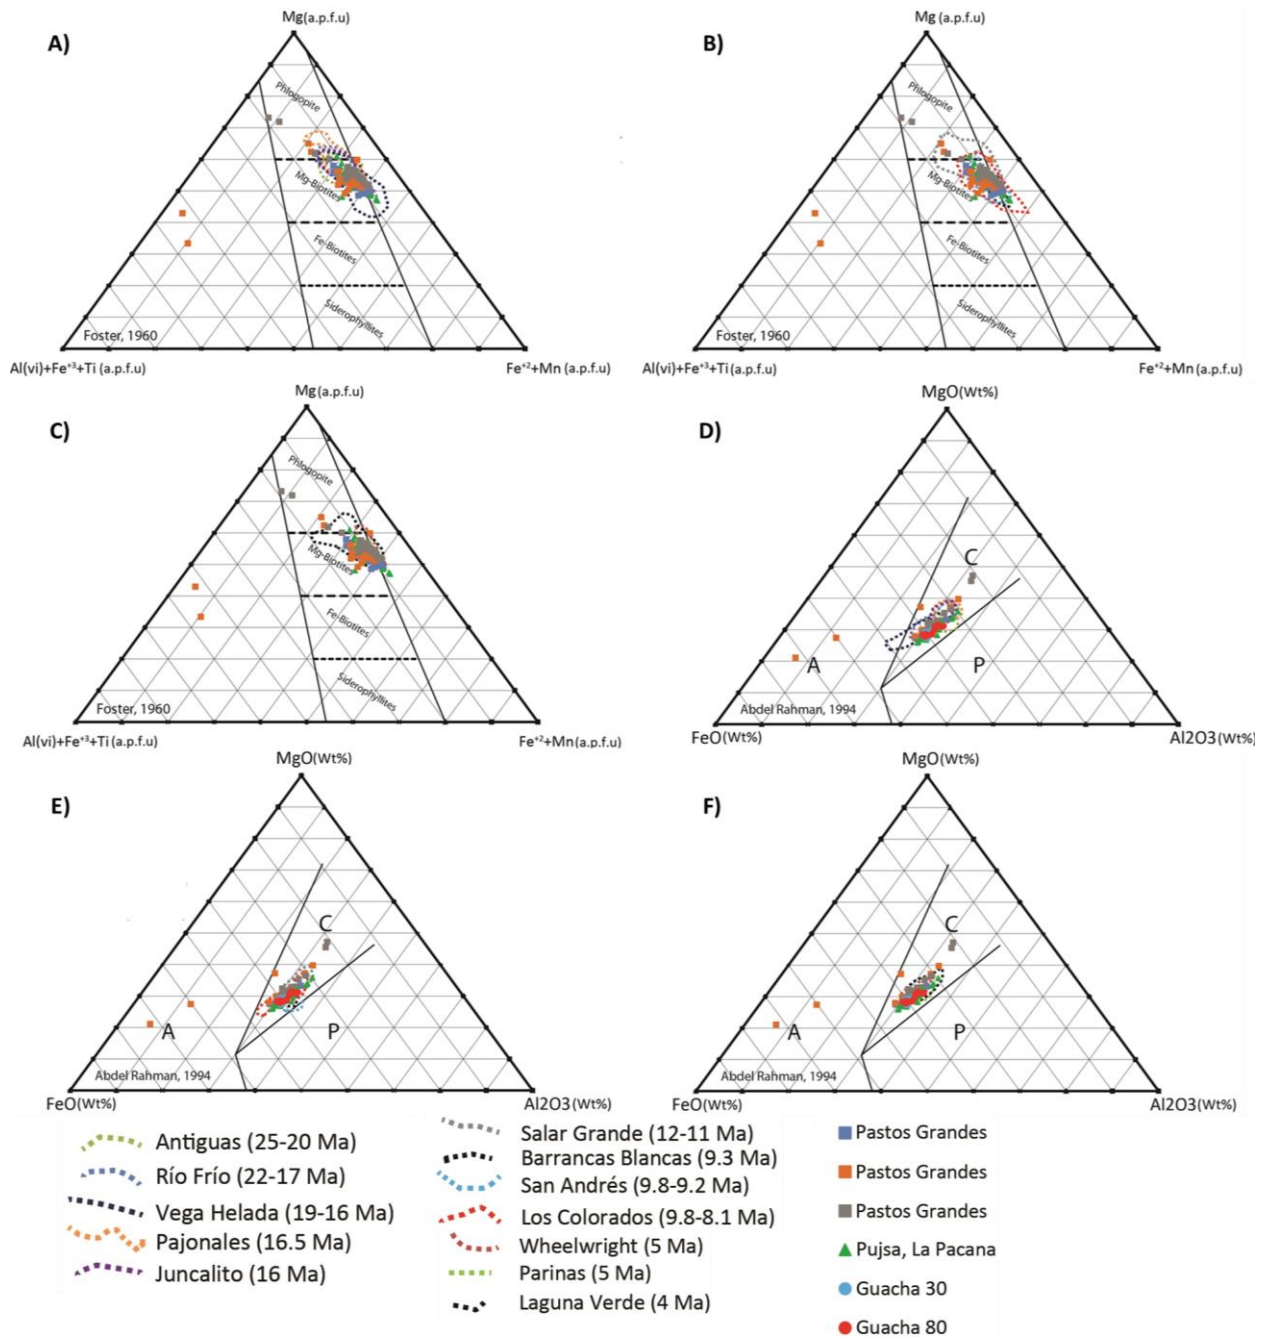 A)
Mg(a.p.f.u)
Phlogopite
Mg-Biotites
Fe-Biotites
Siderophyllites
Foster, 1960
Al(vi)+Fe⁺³+Ti (a.p.f.u)
Fe⁺²+Mn (a.p.f.u)
B)
Mg (a.p.f.u)
Phlogopite
Mg-Biotites
Fe-Biotites
Siderophyllites
Foster, 1960
Al(vi)+Fe⁺³+Ti (a.p.f.u)
Fe⁺²+Mn (a.p.f.u)
C)
Mg(a.p.f.u)
Phlogopite
Mg-Biotites
Fe-Biotites
Siderophyllites
Foster, 1960
Al(vi)+Fe⁺³+Ti (a.p.f.u)
Fe⁺²+Mn (a.p.f.u)
D)
MgO(Wt%)
C
A
P
Abdel Rahman, 1994
FeO(Wt%)
Al2O3(Wt%)
E)
MgO(Wt%)
C
A
P
Abdel Rahman, 1994
FeO(Wt%)
Al2O3(Wt%)
F)
MgO(Wt%)
C
A
P
Abdel Rahman, 1994
FeO(Wt%)
Al2O3(Wt%)
Antiguas (25-20 Ma)
Río Frío (22-17 Ma)
Vega Helada (19-16 Ma)
Pajonales (16.5 Ma)
Juncalito (16 Ma)
Salar Grande (12-11 Ma)
Barrancas Blancas (9.3 Ma)
San Andrés (9.8-9.2 Ma)
Los Colorados (9.8-8.1 Ma)
Wheelwright (5 Ma)
Parinas (5 Ma)
Laguna Verde (4 Ma)
Pastos Grandes
Pastos Grandes
Pastos Grandes
Pujsa, La Pacana
Guacha 30
Guacha 80